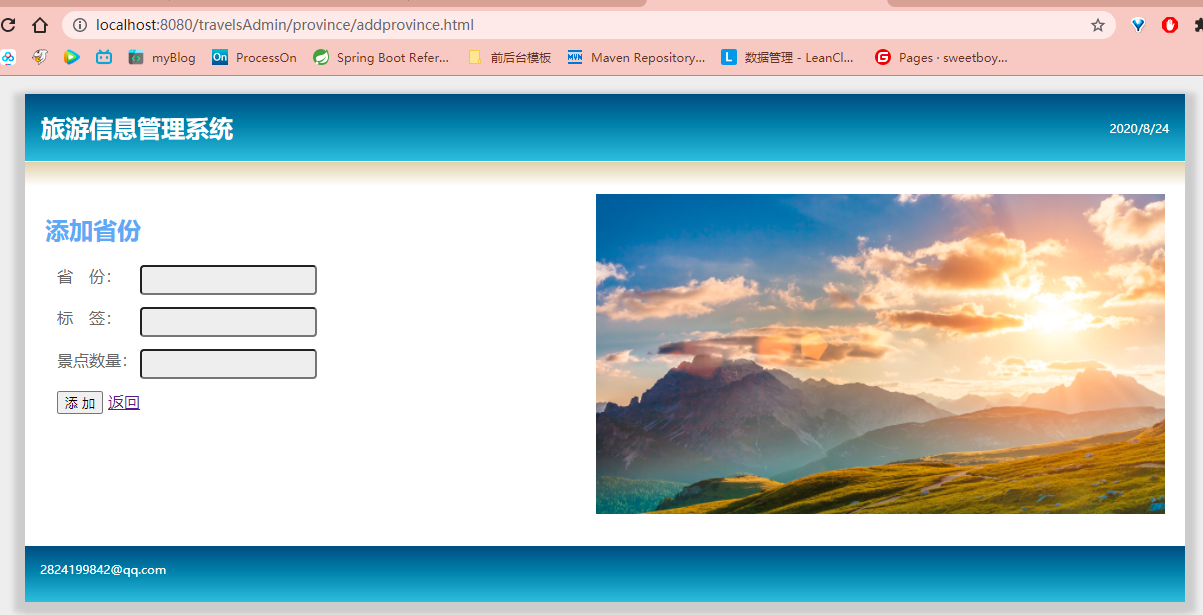 localhost:8080/travelsAdmin/province/addprovince.html
myBlog On ProcessOn Spring Boot Refer... 前后台模板 MVN Maven Repository... L 数据管理 - LeanCl... G Pages · sweetboy...
旅游信息管理系统 2020/8/24
添加省份
省 份：
标 签：
景点数量：
添 加 返回
2824199842@qq.com